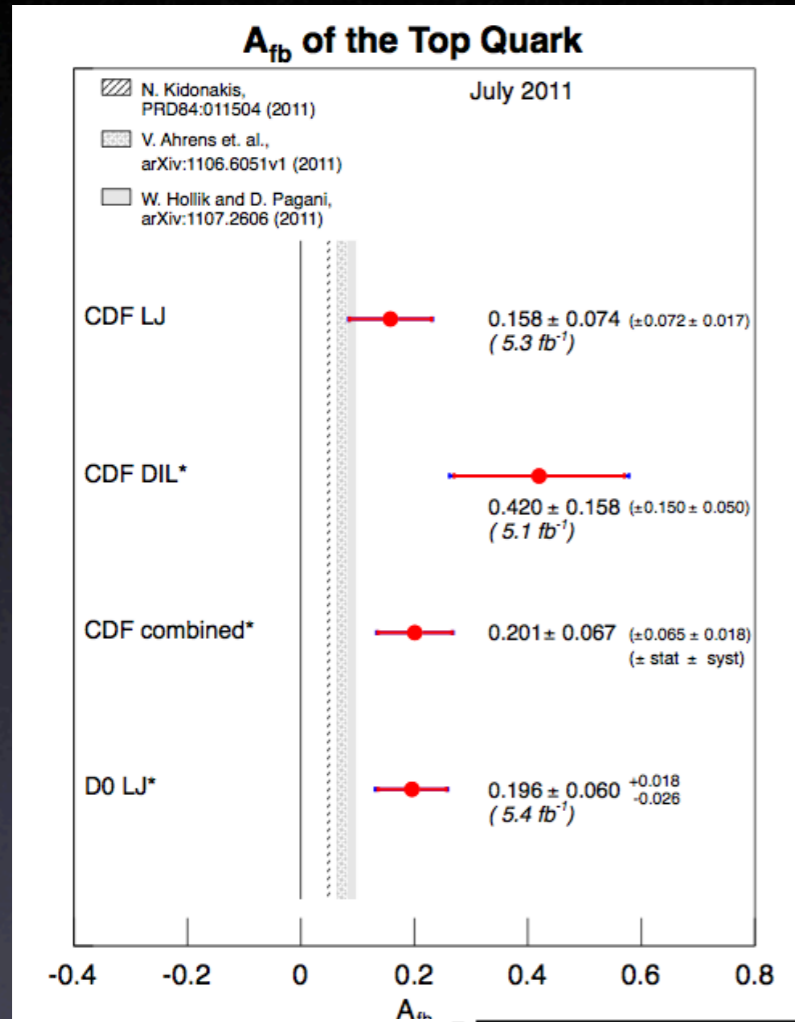 A_fb of the Top Quark
July 2011
N. Kidonakis,
PRD84:011504 (2011)
V. Ahrens et. al.,
arXiv:1106.6051v1 (2011)
W. Hollik and D. Pagani,
arXiv:1107.2606 (2011)
CDF LJ
0.158 ± 0.074 (±0.072 ± 0.017)
( 5.3 fb⁻¹)
CDF DIL*
0.420 ± 0.158 (±0.150 ± 0.050)
( 5.1 fb⁻¹)
CDF combined*
0.201± 0.067 (±0.065 ± 0.018)
(± stat ± syst)
D0 LJ*
0.196 ± 0.060 +0.018 -0.026
( 5.4 fb⁻¹)
-0.4 -0.2 0 0.2 0.4 0.6 0.8
A_fb